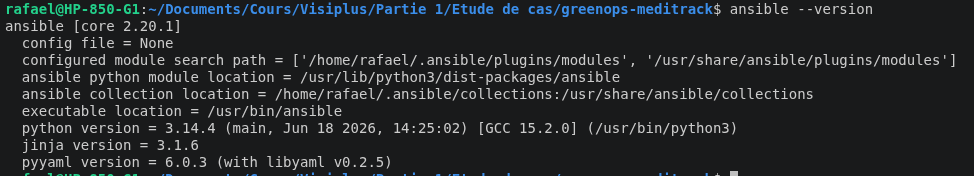 rafael@HP-850-G1:~/Documents/Cours/Visiplus/Partie 1/Etude de cas/greenops-meditrack$ ansible --version
ansible [core 2.20.1]
  config file = None
  configured module search path = ['/home/rafael/.ansible/plugins/modules', '/usr/share/ansible/plugins/modules']
  ansible python module location = /usr/lib/python3/dist-packages/ansible
  ansible collection location = /home/rafael/.ansible/collections:/usr/share/ansible/collections
  executable location = /usr/bin/ansible
  python version = 3.14.4 (main, Jun 18 2026, 14:25:02) [GCC 15.2.0] (/usr/bin/python3)
  jinja version = 3.1.6
  pyyaml version = 6.0.3 (with libyaml v0.2.5)